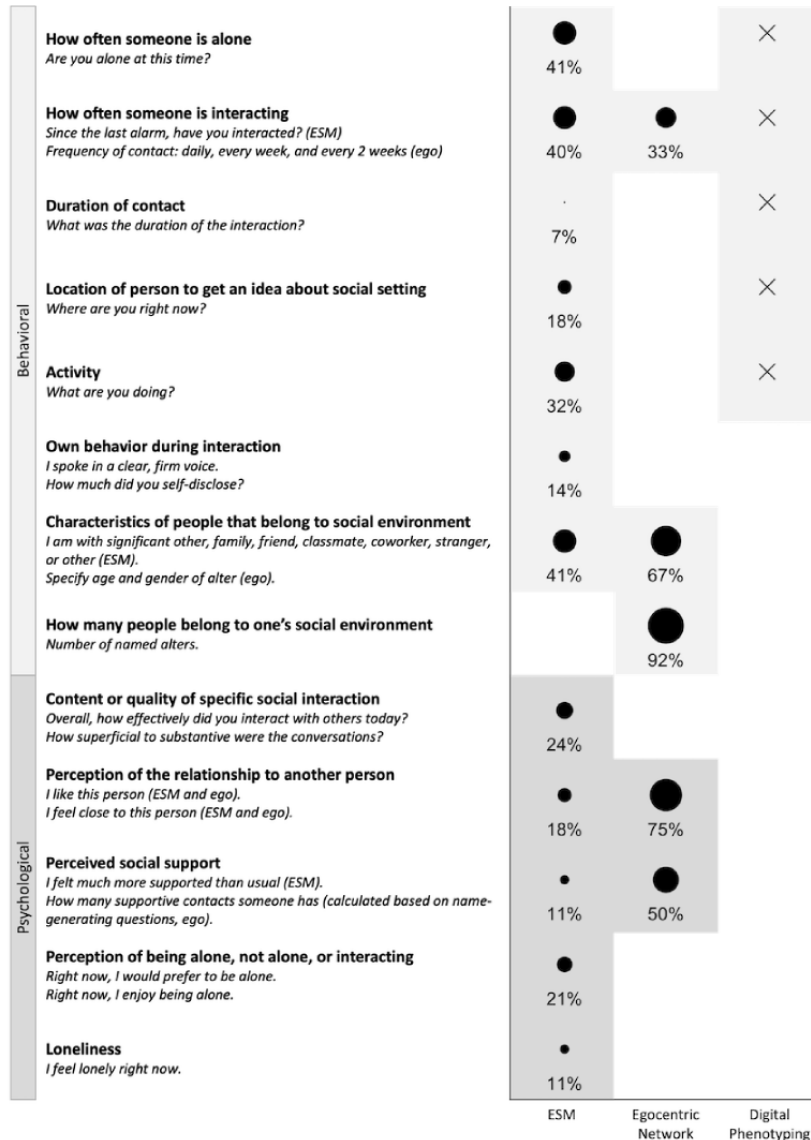 How often someone is alone
Are you alone at this time?
41%
How often someone is interacting
Since the last alarm, have you interacted? (ESM)
Frequency of contact: daily, every week, and every 2 weeks (ego)
40%
33%
Duration of contact
What was the duration of the interaction?
7%
Location of person to get an idea about social setting
Where are you right now?
18%
Behavioral
Activity
What are you doing?
32%
Own behavior during interaction
I spoke in a clear, firm voice.
How much did you self-disclose?
14%
Characteristics of people that belong to social environment
I am with significant other, family, friend, classmate, coworker, stranger,
or other (ESM).
Specify age and gender of alter (ego).
41%
67%
How many people belong to one's social environment
Number of named alters.
92%
Content or quality of specific social interaction
Overall, how effectively did you interact with others today?
How superficial to substantive were the conversations?
24%
Perception of the relationship to another person
I like this person (ESM and ego).
I feel close to this person (ESM and ego).
18%
75%
Psychological
Perceived social support
I felt much more supported than usual (ESM).
How many supportive contacts someone has (calculated based on name-
generating questions, ego).
11%
50%
Perception of being alone, not alone, or interacting
Right now, I would prefer to be alone.
Right now, I enjoy being alone.
21%
Loneliness
I feel lonely right now.
11%
ESM
Egocentric
Network
Digital
Phenotyping